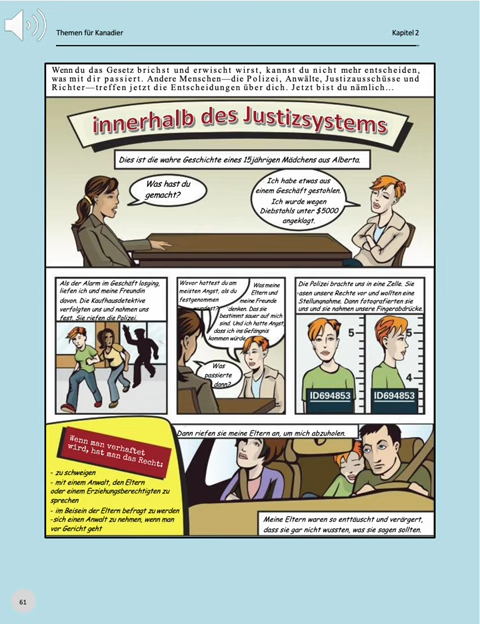 Themen für Kanadier
Kapitel 2
Wenn du das Gesetz brichst und erwischt wirst, kannst du nicht mehr entscheiden,
was mit dir passiert. Andere Menschen—die Polizei, Anwälte, Justizausschüsse und
Richter—treffen jetzt die Entscheidungen über dich. Jetzt bist du nämlich...
innerhalb des Justizsystems
Dies ist die wahre Geschichte eines 15jährigen Mädchens aus Alberta.
Was hast du
gemacht?
Ich habe etwas aus
einem Geschäft gestohlen.
Ich wurde wegen
Diebstahls unter $5000
angeklagt.
Als der Alarm im Geschäft losging,
liefen ich und meine Freundin
davon. Die Kaufhausdetektive
verfolgten uns und nahmen uns
fest. Sie riefen die Polizei.
Wovor hattest du am
meisten Angst, als du
festgenommen
Was meine
Eltern und
meine Freunde
denken. Das sie
bestimmt sauer auf mich
sind. Und ich hatte Angst,
dass ich ins Gefängnis
kommen würde.
Was
passierte
dann?
Die Polizei brachte uns in eine Zelle. Sie
-asen unsere Rechte vor und wollten eine
Stellungnahme. Dann fotografierten sie
uns und sie nahmen unsere Fingerabdrücke.
5
ID694853
5
4
ID694853
Wenn man verhaftet
wird, hat man das Recht:
- zu schweigen
- mit einem Anwalt, den Eltern
oder einem Erziehungsberechtigten zu
sprechen
- im Beisein der Eltern befragt zu werden
-sich einen Anwalt zu nehmen, wenn man
vor Gericht geht
Dann riefen sie meine Eltern an, um mich abzuholen.
Meine Eltern waren so enttäuscht und verärgert,
dass sie gar nicht wussten, was sie sagen sollten.
61